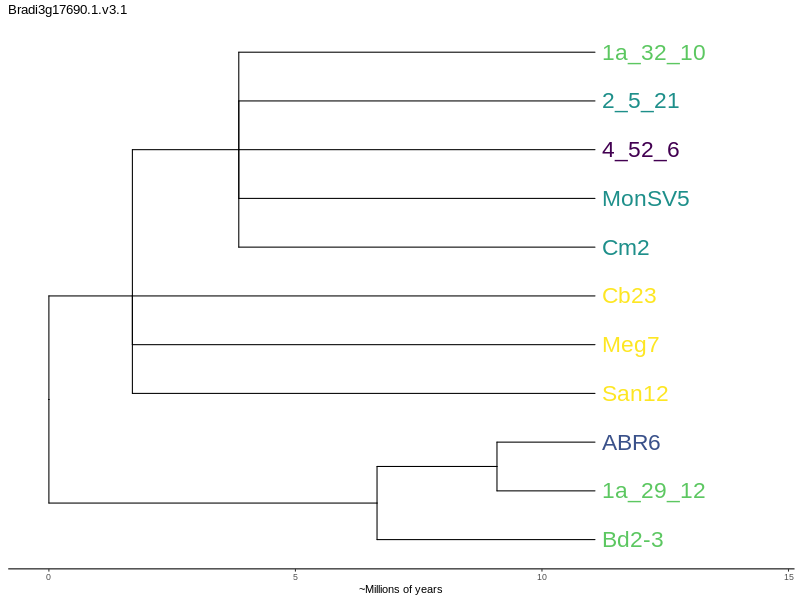 Bradi3g17690.1.v3.1
1a_32_10
2_5_21
4_52_6
MonSV5
Cm2
Cb23
Meg7
San12
ABR6
1a_29_12
Bd2-3
0 5 10 15
~Millions of years